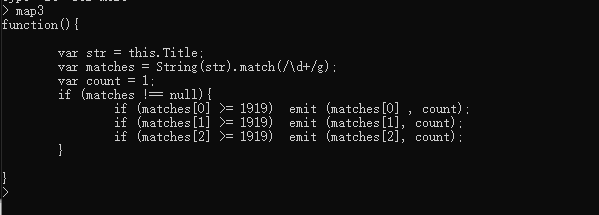 > map3
function(){
var str = this.Title;
var matches = String(str).match(/\d+/g);
var count = 1;
if (matches !== null){
if (matches[0] >= 1919)  emit (matches[0] , count);
if (matches[1] >= 1919)  emit (matches[1], count);
if (matches[2] >= 1919)  emit (matches[2], count);
}
}
>